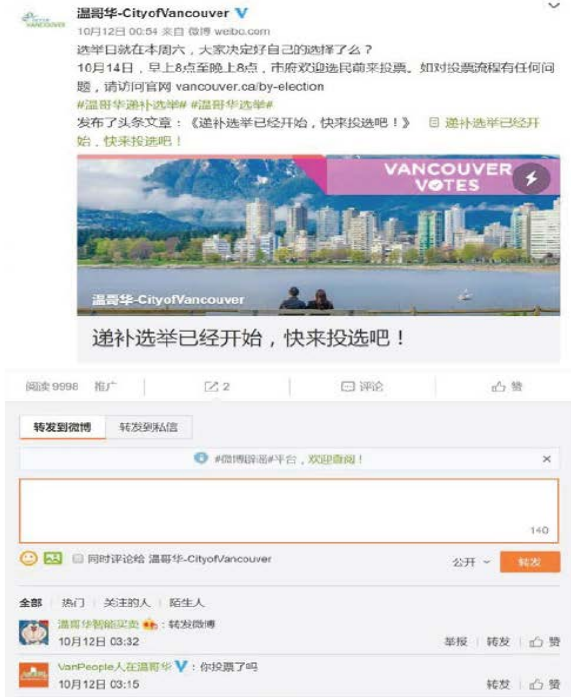 温哥华-CityofVancouver
10月12日 00:54 来自 微博 weibo.com
选举日就在本周六，大家决定好自己的选择了么？
10月14日，早上8点至晚上8点，市府欢迎选民前来投票。如对投票流程有任何问
题，请访问官网 vancouver.ca/by-election
#温哥华递补选举# #温哥华选举#
发布了头条文章：《递补选举已经开始，快来投选吧！》 递补选举已经开
始，快来投选吧！
VANCOUVER
VOTES
温哥华-CityofVancouver
递补选举已经开始，快来投选吧！
阅读 9998 推广 2 评论 赞
转发到微博 转发到私信
#微博辟谣#平台，欢迎查阅！
140
同时评论给 温哥华-CityofVancouver
公开 转发
全部 热门 关注的人 陌生人
温哥华智能买卖：转发微博
10月12日 03:32 举报 转发 赞
VanPeople人在温哥华：你投票了吗
10月12日 03:15 转发 赞